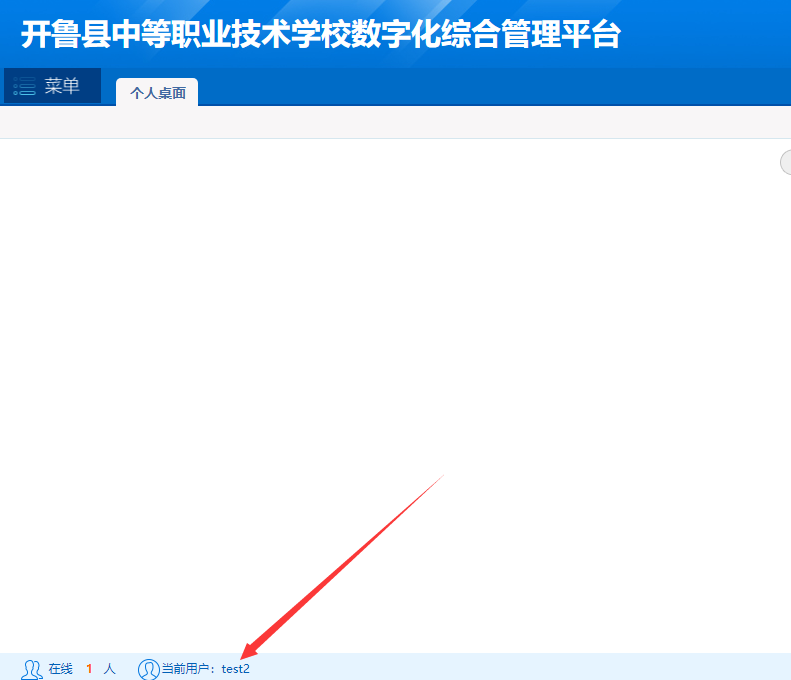 开鲁县中等职业技术学校数字化综合管理平台
菜单
个人桌面
在线 1 人 当前用户：test2